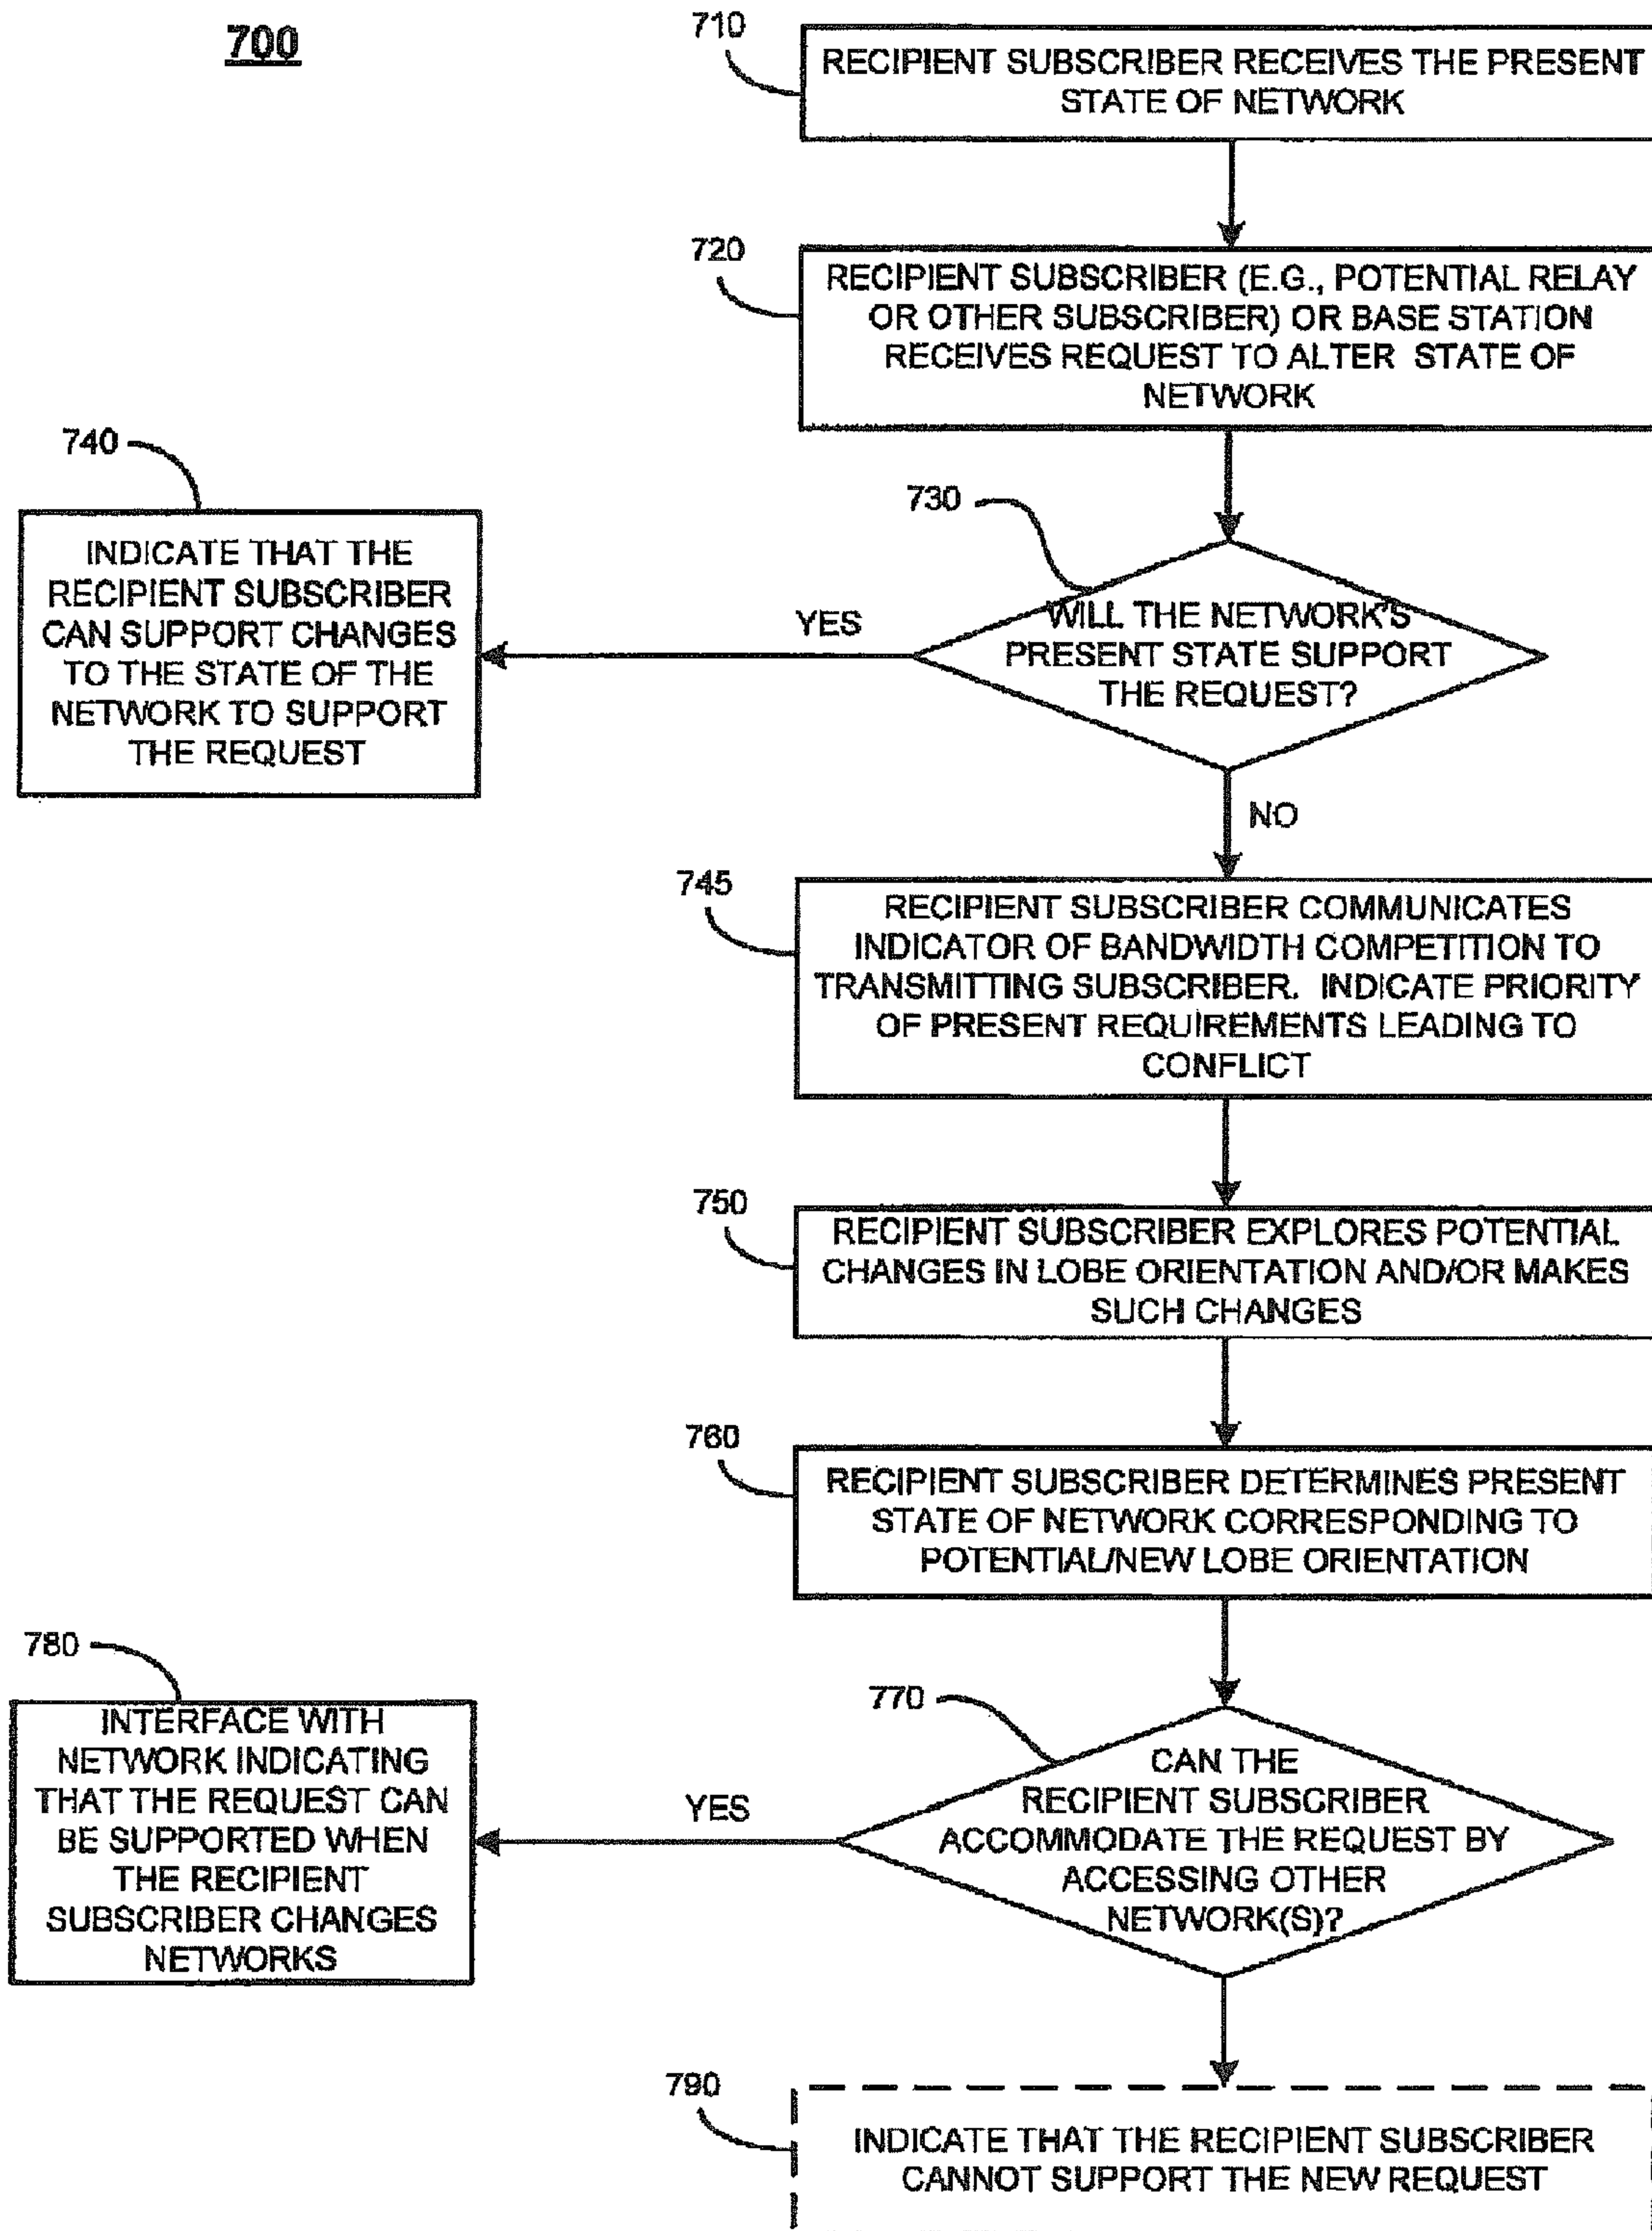 700
710
RECIPIENT SUBSCRIBER RECEIVES THE PRESENT
STATE OF NETWORK
720
RECIPIENT SUBSCRIBER (E.G., POTENTIAL RELAY
OR OTHER SUBSCRIBER) OR BASE STATION
RECEIVES REQUEST TO ALTER STATE OF
NETWORK
730
WILL THE NETWORK'S
PRESENT STATE SUPPORT
THE REQUEST?
YES
740
INDICATE THAT THE
RECIPIENT SUBSCRIBER
CAN SUPPORT CHANGES
TO THE STATE OF THE
NETWORK TO SUPPORT
THE REQUEST
NO
745
RECIPIENT SUBSCRIBER COMMUNICATES
INDICATOR OF BANDWIDTH COMPETITION TO
TRANSMITTING SUBSCRIBER. INDICATE PRIORITY
OF PRESENT REQUIREMENTS LEADING TO
CONFLICT
750
RECIPIENT SUBSCRIBER EXPLORES POTENTIAL
CHANGES IN LOBE ORIENTATION AND/OR MAKES
SUCH CHANGES
760
RECIPIENT SUBSCRIBER DETERMINES PRESENT
STATE OF NETWORK CORRESPONDING TO
POTENTIAL/NEW LOBE ORIENTATION
770
CAN THE
RECIPIENT SUBSCRIBER
ACCOMMODATE THE REQUEST BY
ACCESSING OTHER
NETWORK(S)?
YES
780
INTERFACE WITH
NETWORK INDICATING
THAT THE REQUEST CAN
BE SUPPORTED WHEN
THE RECIPIENT
SUBSCRIBER CHANGES
NETWORKS
790
INDICATE THAT THE RECIPIENT SUBSCRIBER
CANNOT SUPPORT THE NEW REQUEST